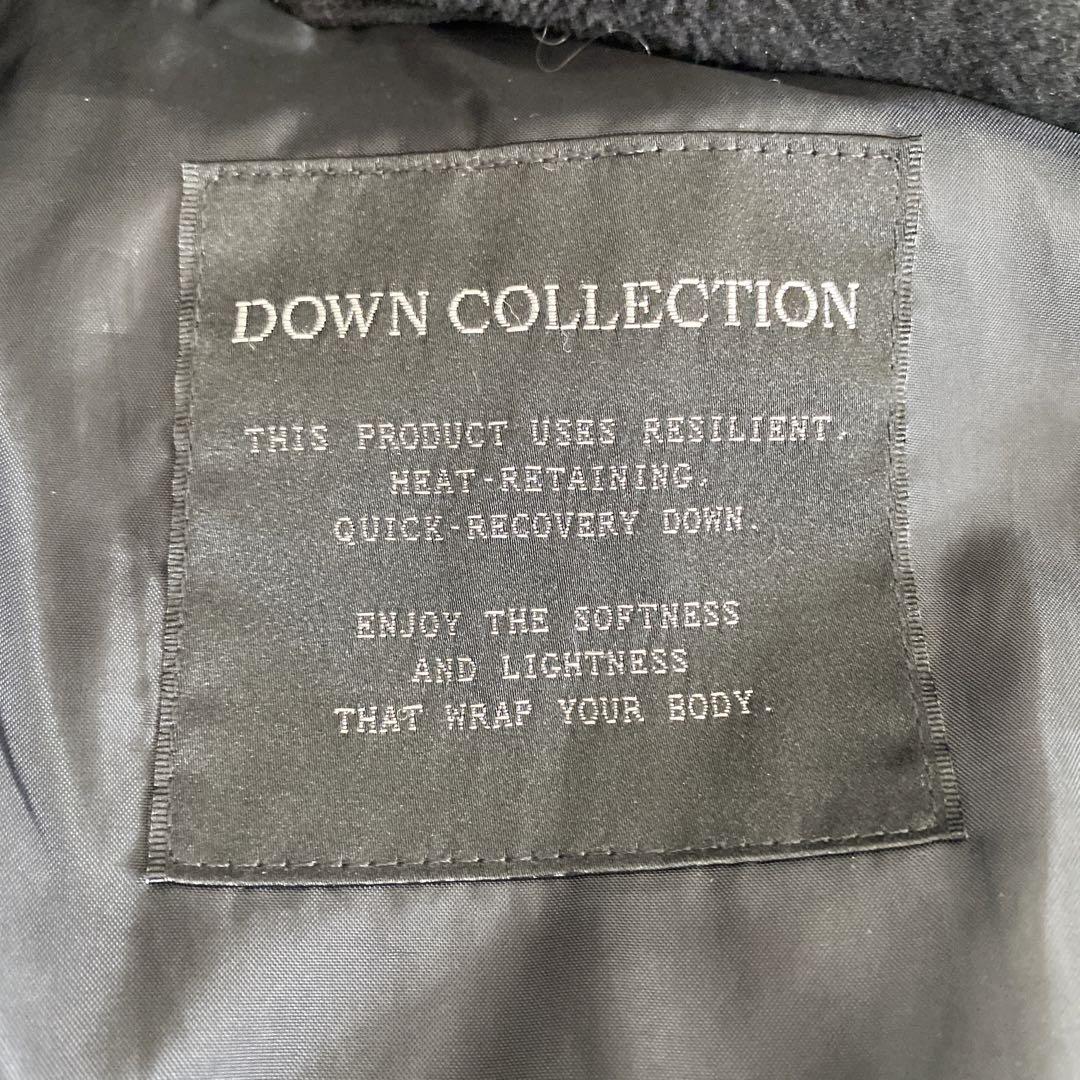 DOWN COLLECTION
THIS PRODUCT USES RESILIENT,
HEAT-RETAINING,
QUICK-RECOVERY DOWN.
ENJOY THE SOFTNESS
AND LIGHTNESS
THAT WRAP YOUR BODY.